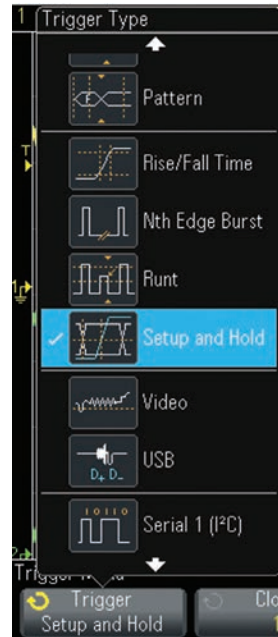 1 Trigger Type
Pattern
Rise/Fall Time
Nth Edge Burst
Runt
Setup and Hold
Video
D+ D-
USB
10110
Serial 1 (I²C)
Trigger
Setup and Hold